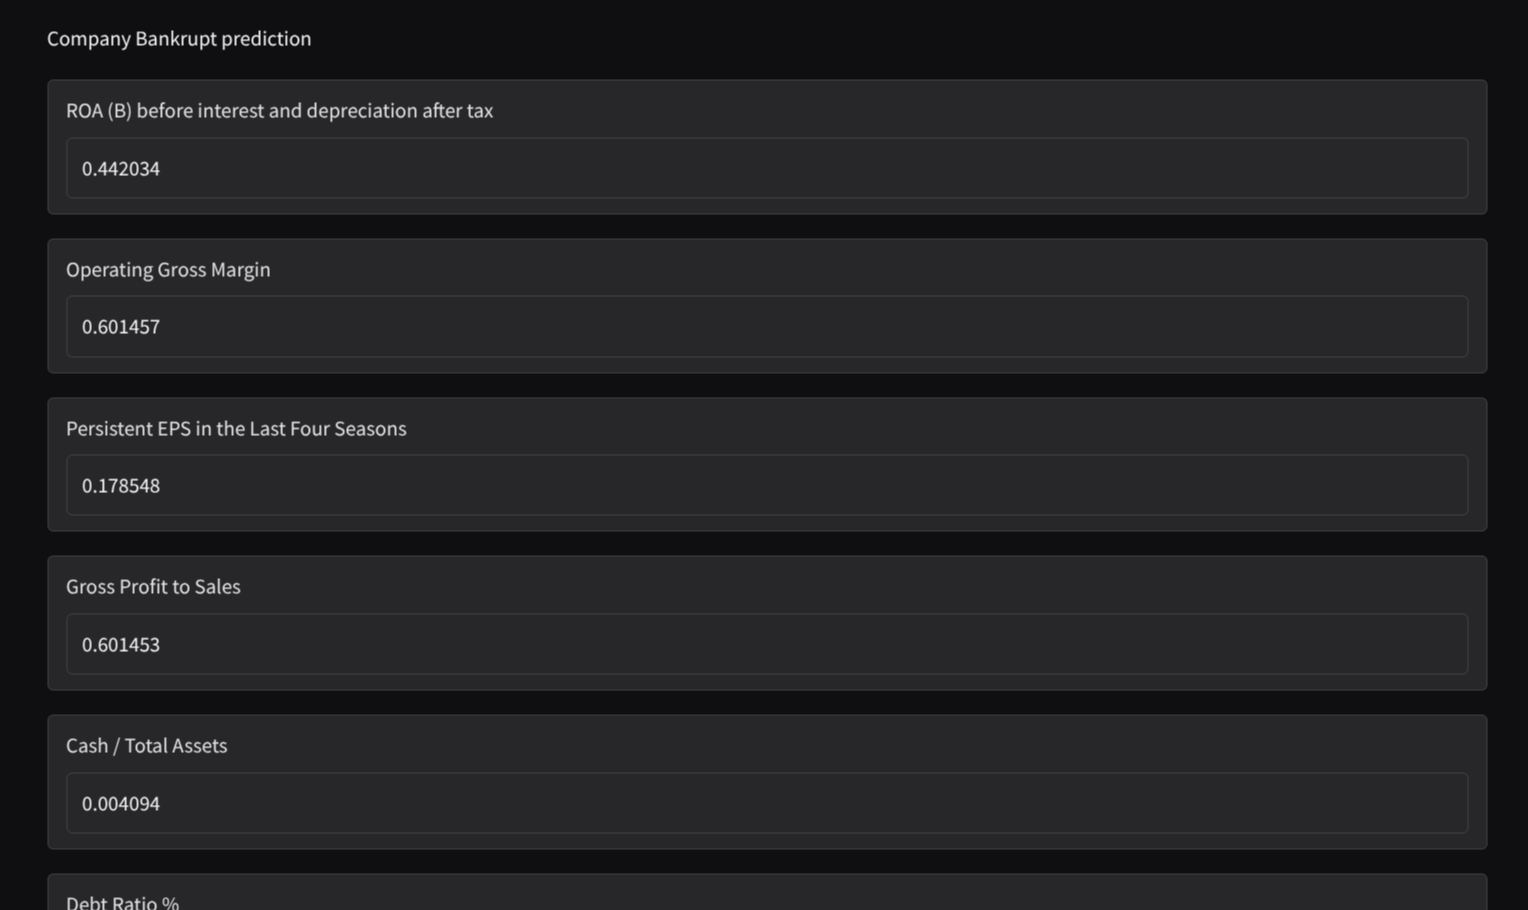 Company Bankrupt prediction
ROA (B) before interest and depreciation after tax
0.442034
Operating Gross Margin
0.601457
Persistent EPS in the Last Four Seasons
0.178548
Gross Profit to Sales
0.601453
Cash / Total Assets
0.004094
Debt Ratio %